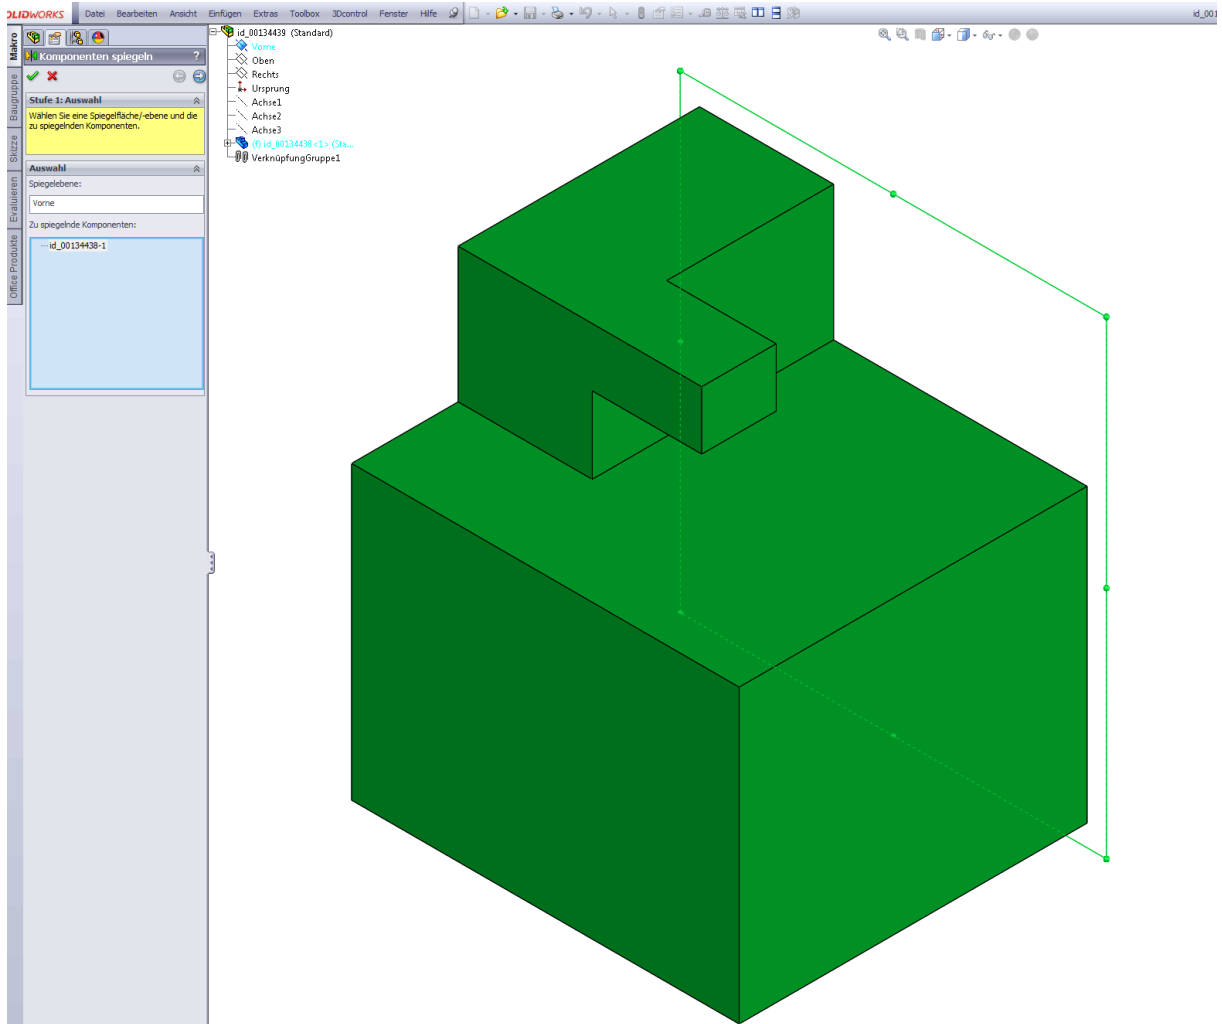 OLIDWORKS Datei Bearbeiten Ansicht Einfügen Extras Toolbox 3Dcontrol Fenster Hilfe id_001
Makro
Baugruppe
Skizze
Evaluieren
Office Produkte
Komponenten spiegeln ?
Stufe 1: Auswahl
Wählen Sie eine Spiegelfläche/-ebene und die
zu spiegelnden Komponenten.
Auswahl
Spiegelebene:
Vorne
Zu spiegelnde Komponenten:
id_00134438-1
id_00134439 (Standard)
Vorne
Oben
Rechts
Ursprung
Achse1
Achse2
Achse3
(f) id_00134438<1> (Sta...
VerknüpfungGruppe1